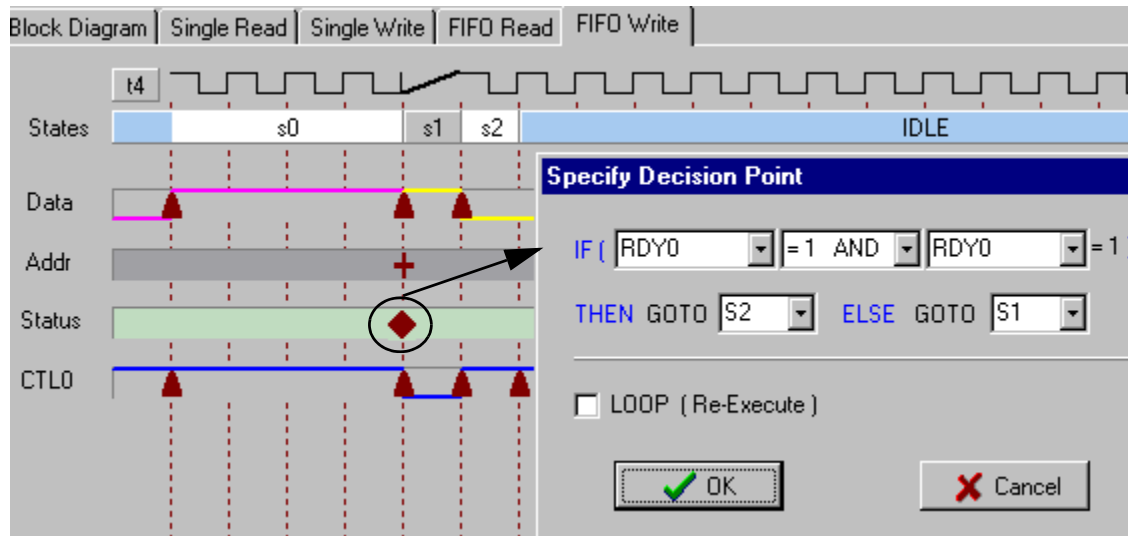 Block Diagram Single Read Single Write FIFO Read FIFO Write
t4
States s0 s1 s2 IDLE
Specify Decision Point
Data
IF ( RDY0 = 1 AND RDY0 = 1 )
Addr
THEN GOTO S2 ELSE GOTO S1
Status
CTL0
LOOP ( Re-Execute )
OK Cancel